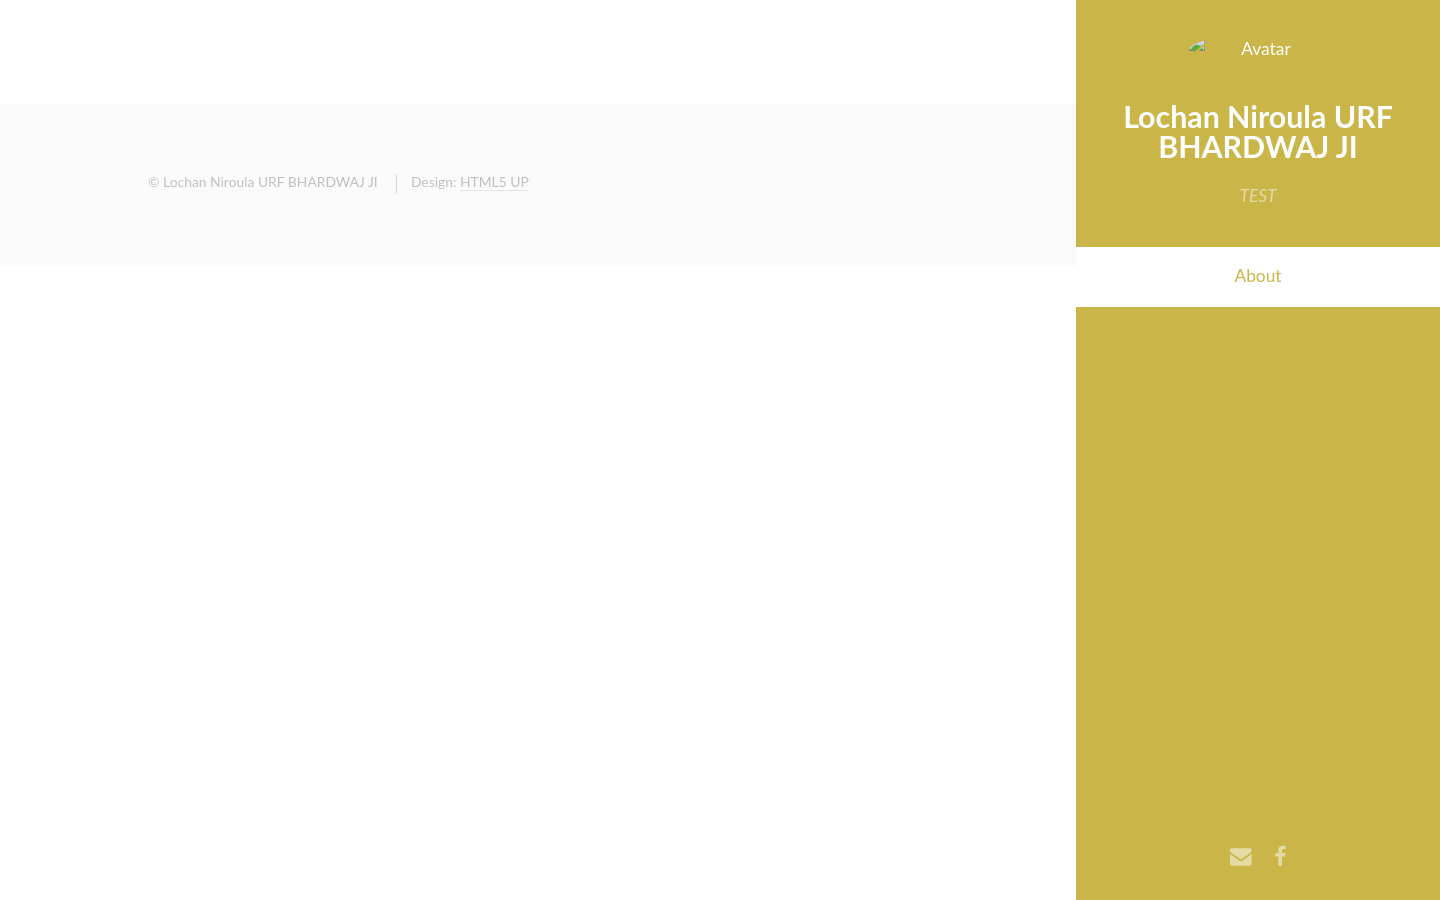 Avatar
Lochan Niroula URF
BHARDWAJ JI
TEST
About
© Lochan Niroula URF BHARDWAJ JI
Design: HTML5 UP